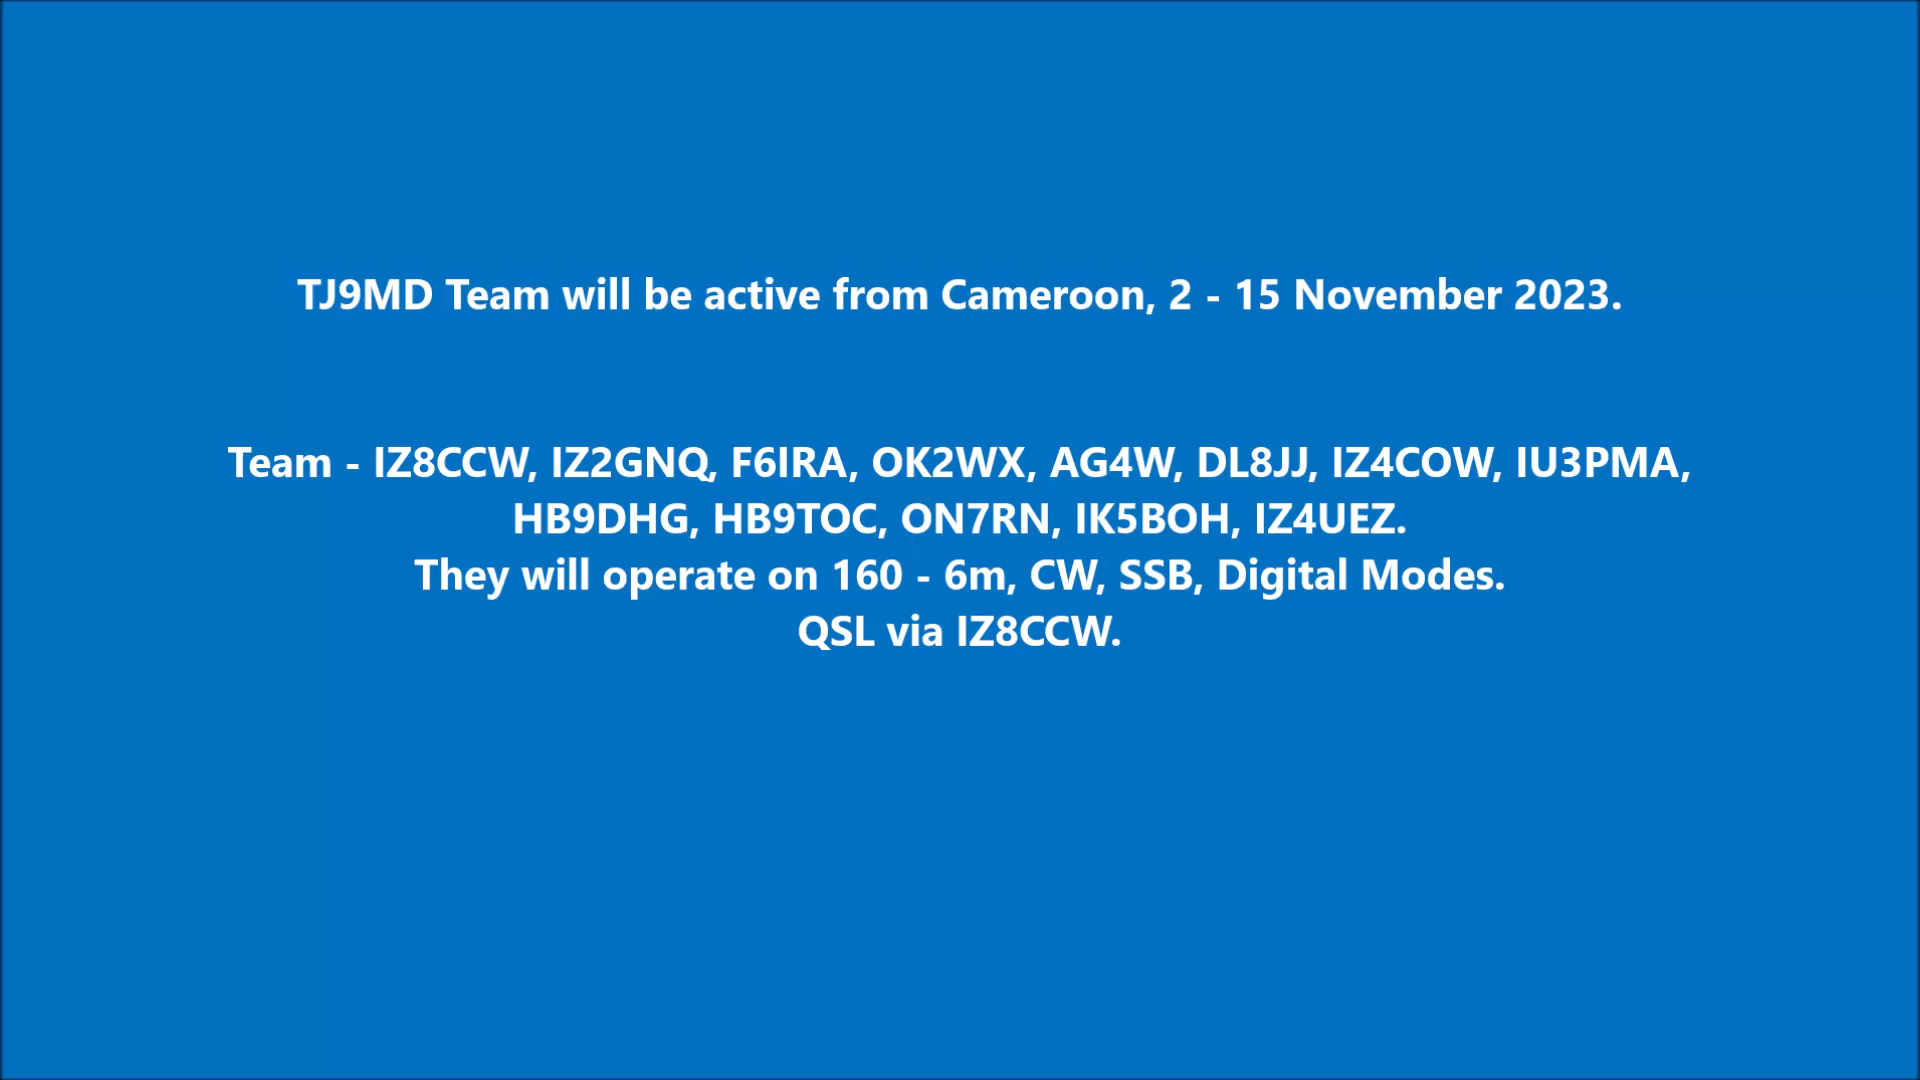 TJ9MD Team will be active from Cameroon, 2 - 15 November 2023.
Team - IZ8CCW, IZ2GNQ, F6IRA, OK2WX, AG4W, DL8JJ, IZ4COW, IU3PMA,
HB9DHG, HB9TOC, ON7RN, IK5BOH, IZ4UEZ.
They will operate on 160 - 6m, CW, SSB, Digital Modes.
QSL via IZ8CCW.